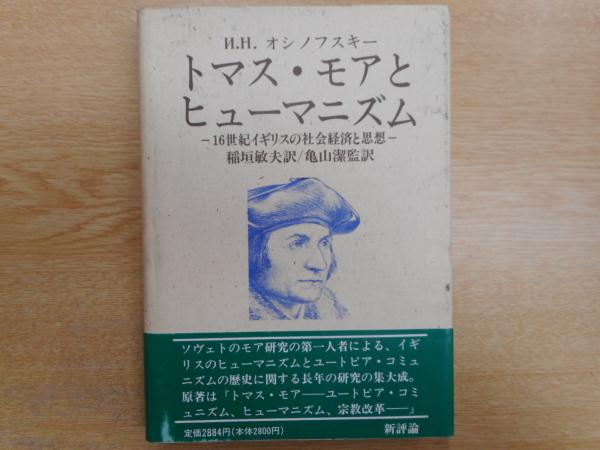 И.Н. オシノフスキー
トマス・モアと
ヒューマニズム
−16世紀イギリスの社会経済と思想−
稲垣敏夫訳/亀山潔監訳
ソヴェトのモア研究の第一人者による、イギ
リスのヒューマニズムとユートピア・コミュ
ニズムの歴史に関する長年の研究の集大成。
原著は『トマス・モア――ユートピア・コミ
ュニズム、ヒューマニズム、宗教改革――』
定価2884円(本体2800円)
新評論